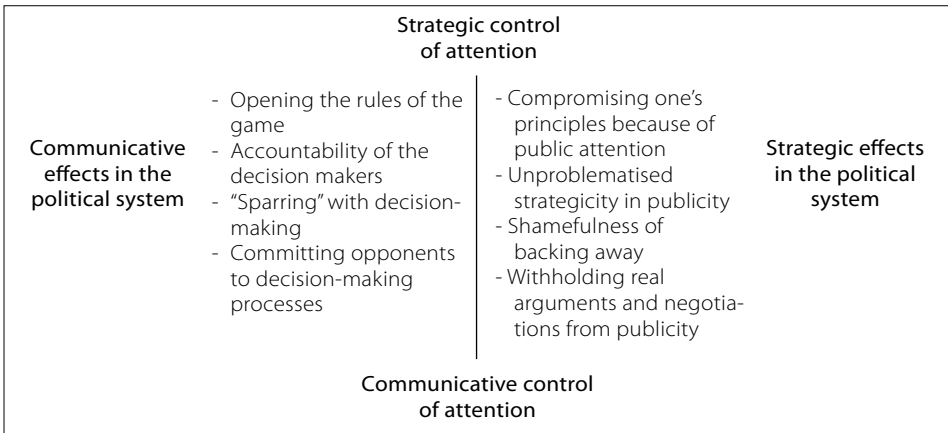 Strategic control
of attention
Communicative
effects in the
political system
- Opening the rules of the
game
- Accountability of the
decision makers
- "Sparring" with decision-
making
- Committing opponents
to decision-making
processes
- Compromising one's
principles because of
public attention
- Unproblematised
strategicity in publicity
- Shamefulness of
backing away
- Withholding real
arguments and negotia-
tions from publicity
Strategic effects
in the political
system
Communicative control
of attention